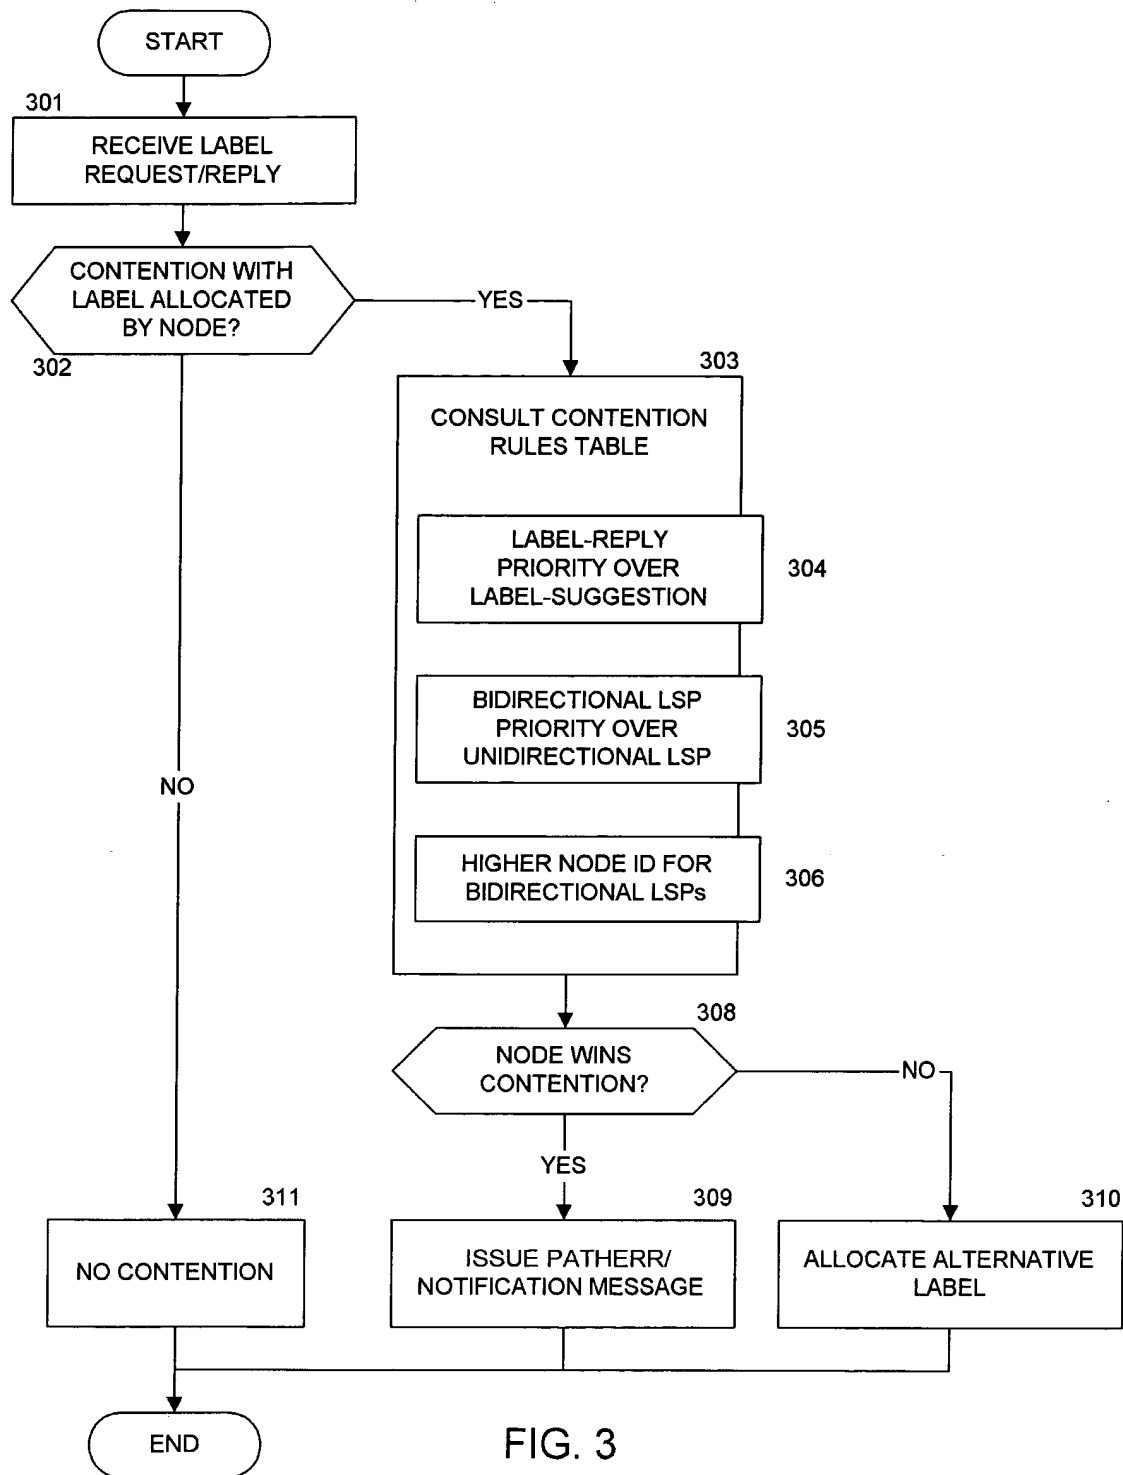 START
301
RECEIVE LABEL
REQUEST/REPLY
CONTENTION WITH
LABEL ALLOCATED
BY NODE?
302
YES
303
CONSULT CONTENTION
RULES TABLE
LABEL-REPLY
PRIORITY OVER
LABEL-SUGGESTION
304
BIDIRECTIONAL LSP
PRIORITY OVER
UNIDIRECTIONAL LSP
305
NO
HIGHER NODE ID FOR
BIDIRECTIONAL LSPs
306
308
NODE WINS
CONTENTION?
NO
YES
311
NO CONTENTION
309
ISSUE PATHERR/
NOTIFICATION MESSAGE
310
ALLOCATE ALTERNATIVE
LABEL
END
FIG. 3